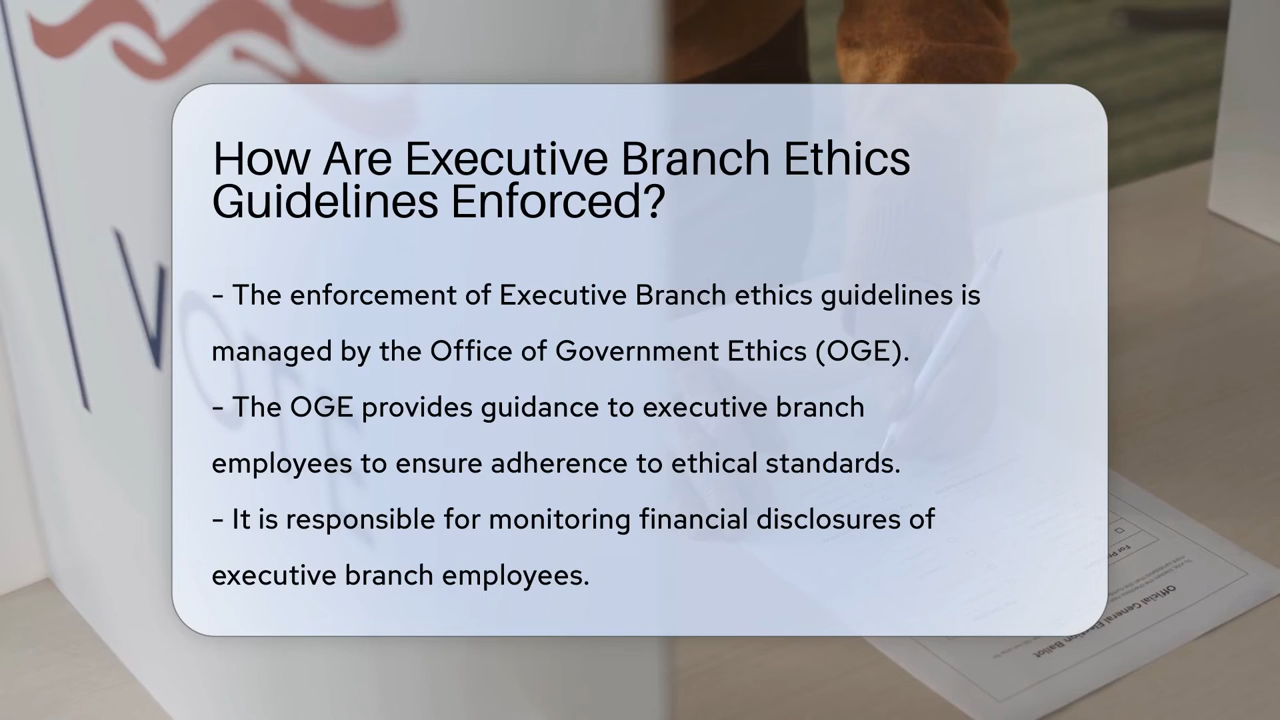 How Are Executive Branch Ethics
Guidelines Enforced?
– The enforcement of Executive Branch ethics guidelines is
managed by the Office of Government Ethics (OGE).
– The OGE provides guidance to executive branch
employees to ensure adherence to ethical standards.
– It is responsible for monitoring financial disclosures of
executive branch employees.
VOTE
Official General Election Ballot